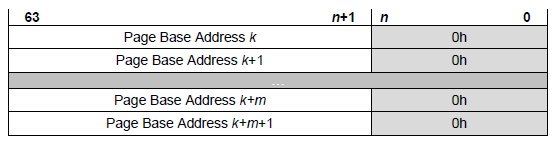 63 n+1 n 0
Page Base Address k 0h
Page Base Address k+1 0h
...
Page Base Address k+m 0h
Page Base Address k+m+1 0h